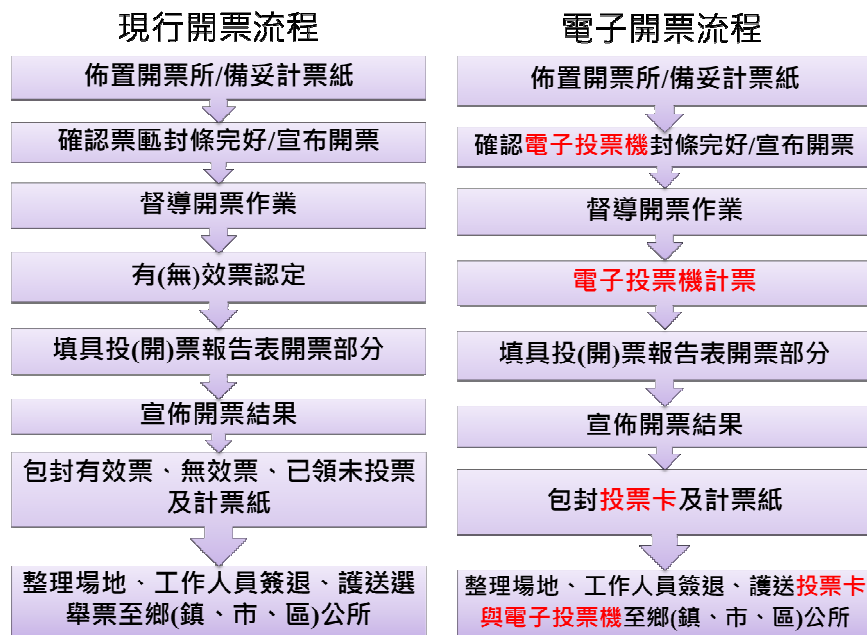 現行開票流程
佈置開票所/備妥計票紙
確認票匭封條完好/宣布開票
督導開票作業
有(無)效票認定
填具投(開)票報告表開票部分
宣佈開票結果
包封有效票、無效票、已領未投票
及計票紙
整理場地、工作人員簽退、護送選
舉票至鄉(鎮、市、區)公所
電子開票流程
佈置開票所/備妥計票紙
確認電子投票機封條完好/宣布開票
督導開票作業
電子投票機計票
填具投(開)票報告表開票部分
宣佈開票結果
包封投票卡及計票紙
整理場地、工作人員簽退、護送投票卡
與電子投票機至鄉(鎮、市、區)公所